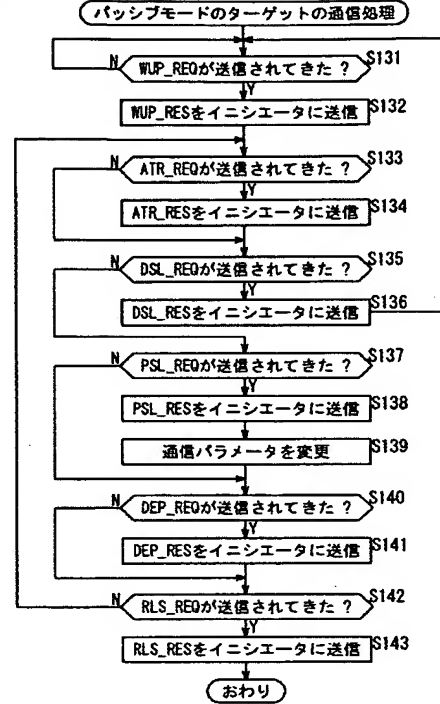 パッシブモードのターゲットの通信処理
N WUP_REQが送信されてきた ? S131
Y
WUP_RESをイニシエータに送信 S132
N ATR_REQが送信されてきた ? S133
Y
ATR_RESをイニシエータに送信 S134
N DSL_REQが送信されてきた ? S135
Y
DSL_RESをイニシエータに送信 S136
N PSL_REQが送信されてきた ? S137
Y
PSL_RESをイニシエータに送信 S138
通信パラメータを変更 S139
N DEP_REQが送信されてきた ? S140
Y
DEP_RESをイニシエータに送信 S141
N RLS_REQが送信されてきた ? S142
Y
RLS_RESをイニシエータに送信 S143
おわり